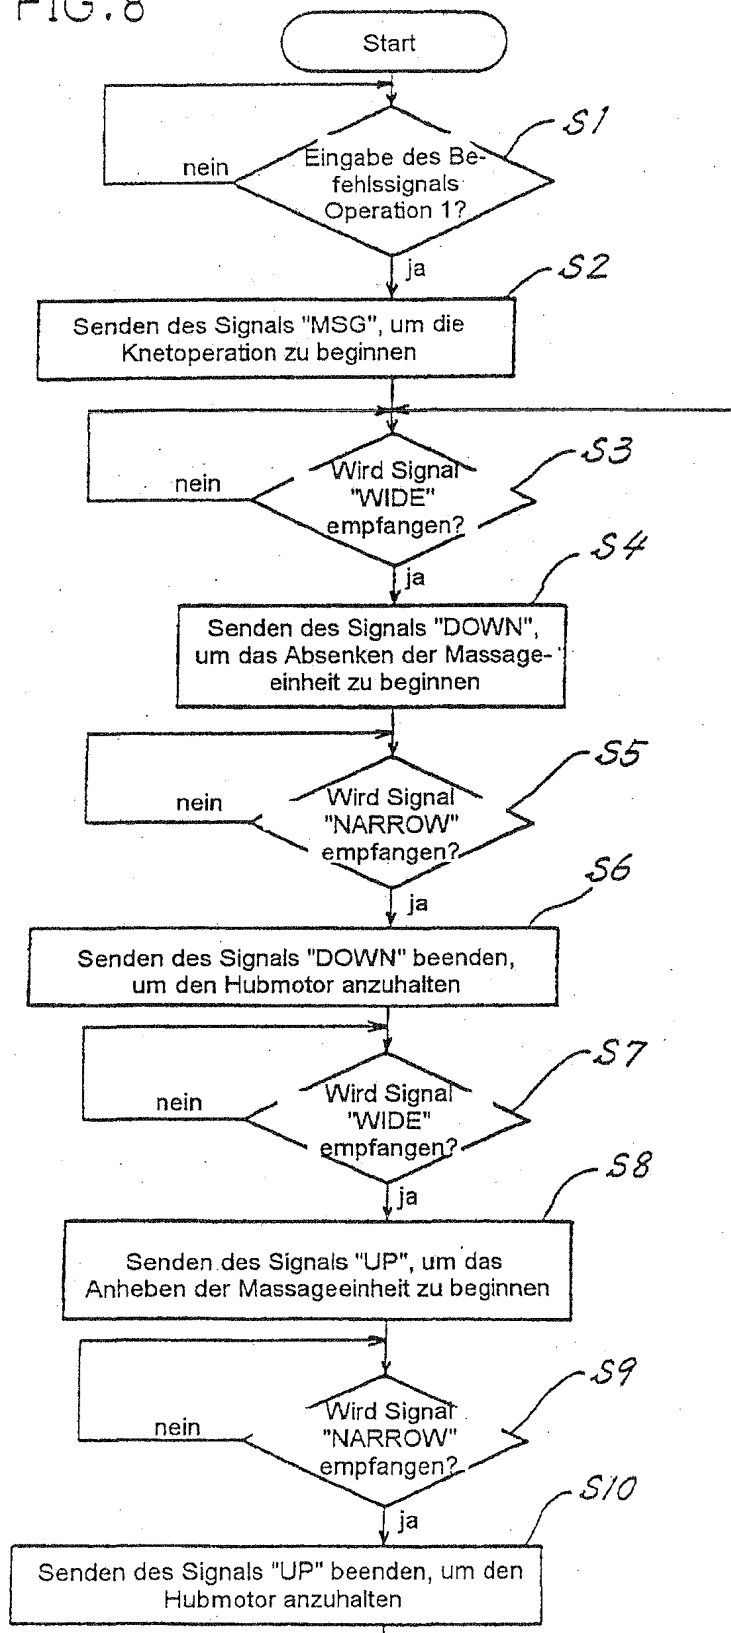 FIG.8
Start
S1
Eingabe des Be-
nein
fehlssignals
Operation 1?
ja
S2
Senden des Signals "MSG", um die
Knetoperation zu beginnen
S3
Wird Signal
nein
"WIDE"
empfangen?
ja
S4
Senden des Signals "DOWN",
um das Absenken der Massage-
einheit zu beginnen
S5
Wird Signal
nein
"NARROW"
empfangen?
ja
S6
Senden des Signals "DOWN" beenden,
um den Hubmotor anzuhalten
S7
Wird Signal
nein
"WIDE"
empfangen?
ja
S8
Senden des Signals "UP", um das
Anheben der Massageeinheit zu beginnen
S9
Wird Signal
nein
"NARROW"
empfangen?
ja
S10
Senden des Signals "UP" beenden, um den
Hubmotor anzuhalten